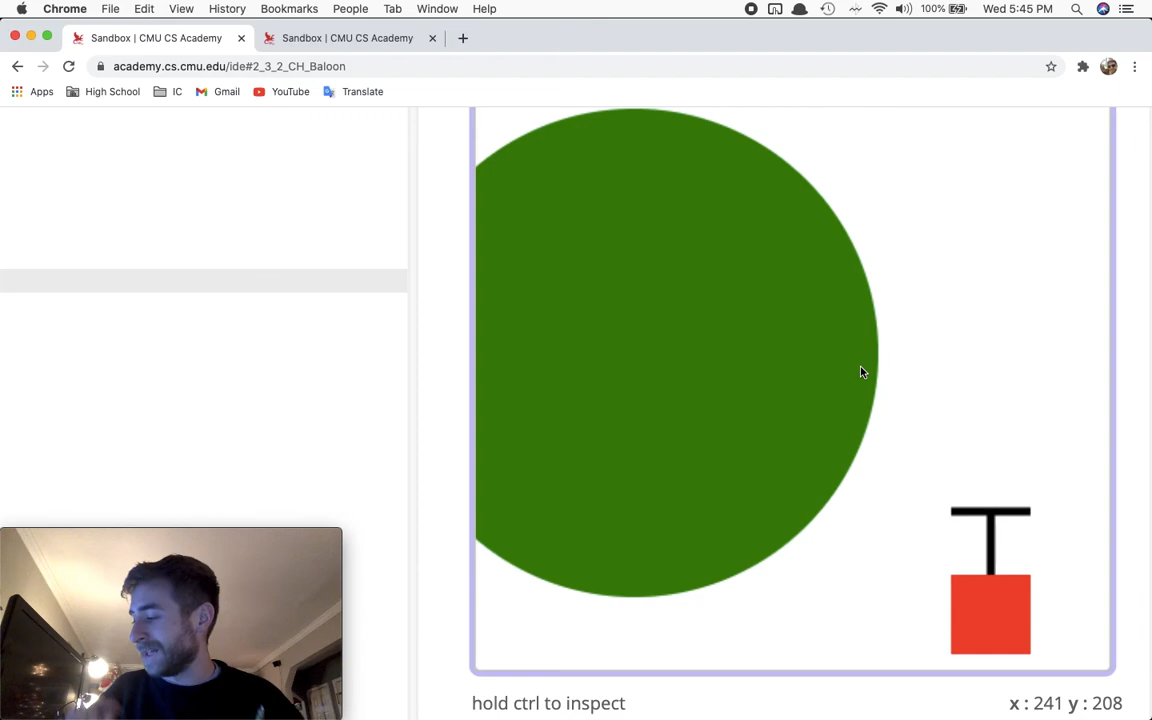 Chrome File Edit View History Bookmarks People Tab Window Help 100% Wed 5:45 PM
Sandbox | CMU CS Academy Sandbox | CMU CS Academy
academy.cs.cmu.edu/ide#2_3_2_CH_Baloon
Apps High School IC Gmail YouTube Translate
hold ctrl to inspect x : 241 y : 208